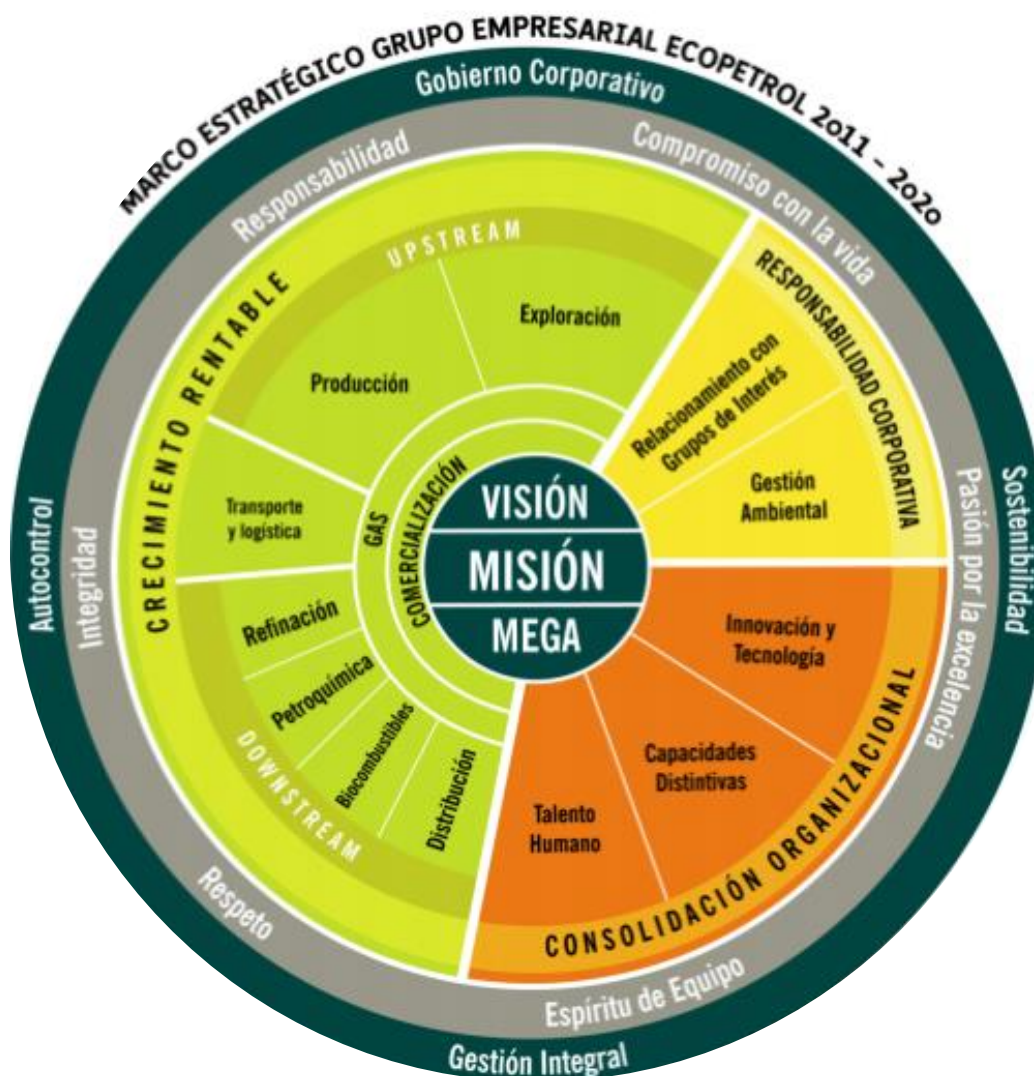 MARCO ESTRATÉGICO GRUPO EMPRESARIAL ECOPETROL 2011 - 2020
Gobierno Corporativo
Sostenibilidad
Gestión Integral
Autocontrol
Responsabilidad
Compromiso con la vida
Pasión por la excelencia
Espíritu de Equipo
Respeto
Integridad
CRECIMIENTO RENTABLE
UPSTREAM
Exploración
Producción
Transporte
y logística
DOWNSTREAM
Refinación
Petroquímica
Biocombustibles
Distribución
GAS
COMERCIALIZACIÓN
RESPONSABILIDAD CORPORATIVA
Relacionamiento con
Grupos de Interés
Gestión
Ambiental
CONSOLIDACIÓN ORGANIZACIONAL
Innovación y
Tecnología
Capacidades
Distintivas
Talento
Humano
VISIÓN
MISIÓN
MEGA